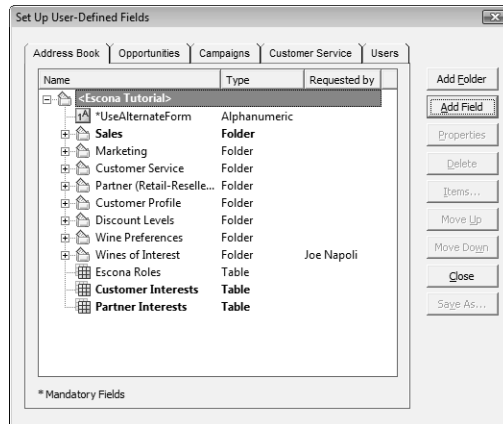 Set Up User-Defined Fields
Address Book Opportunities Campaigns Customer Service Users
Name Type Requested by
<Escona Tutorial>
*UseAlternateForm Alphanumeric
Sales Folder
Marketing Folder
Customer Service Folder
Partner (Retail-Reselle... Folder
Customer Profile Folder
Discount Levels Folder
Wine Preferences Folder
Wines of Interest Folder Joe Napoli
Escona Roles Table
Customer Interests Table
Partner Interests Table
* Mandatory Fields
Add Folder
Add Field
Properties
Delete
Items...
Move Up
Move Down
Close
Save As...